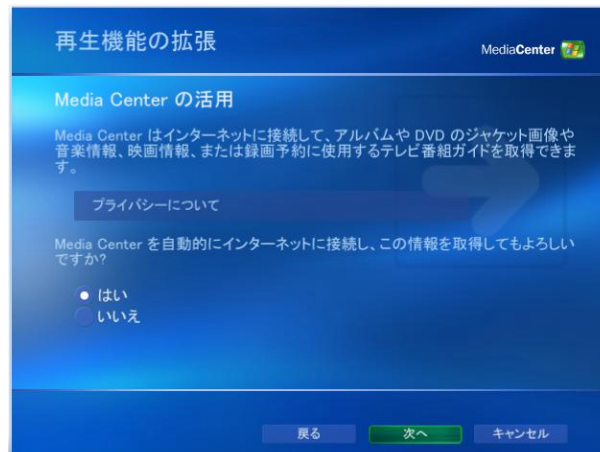 再生機能の拡張
MediaCenter
Media Center の活用
Media Center はインターネットに接続して、アルバムや DVD のジャケット画像や
音楽情報、映画情報、または録画予約に使用するテレビ番組ガイドを取得できま
す。
プライバシーについて
Media Center を自動的にインターネットに接続し、この情報を取得してもよろしい
ですか?
はい
いいえ
戻る 次へ キャンセル